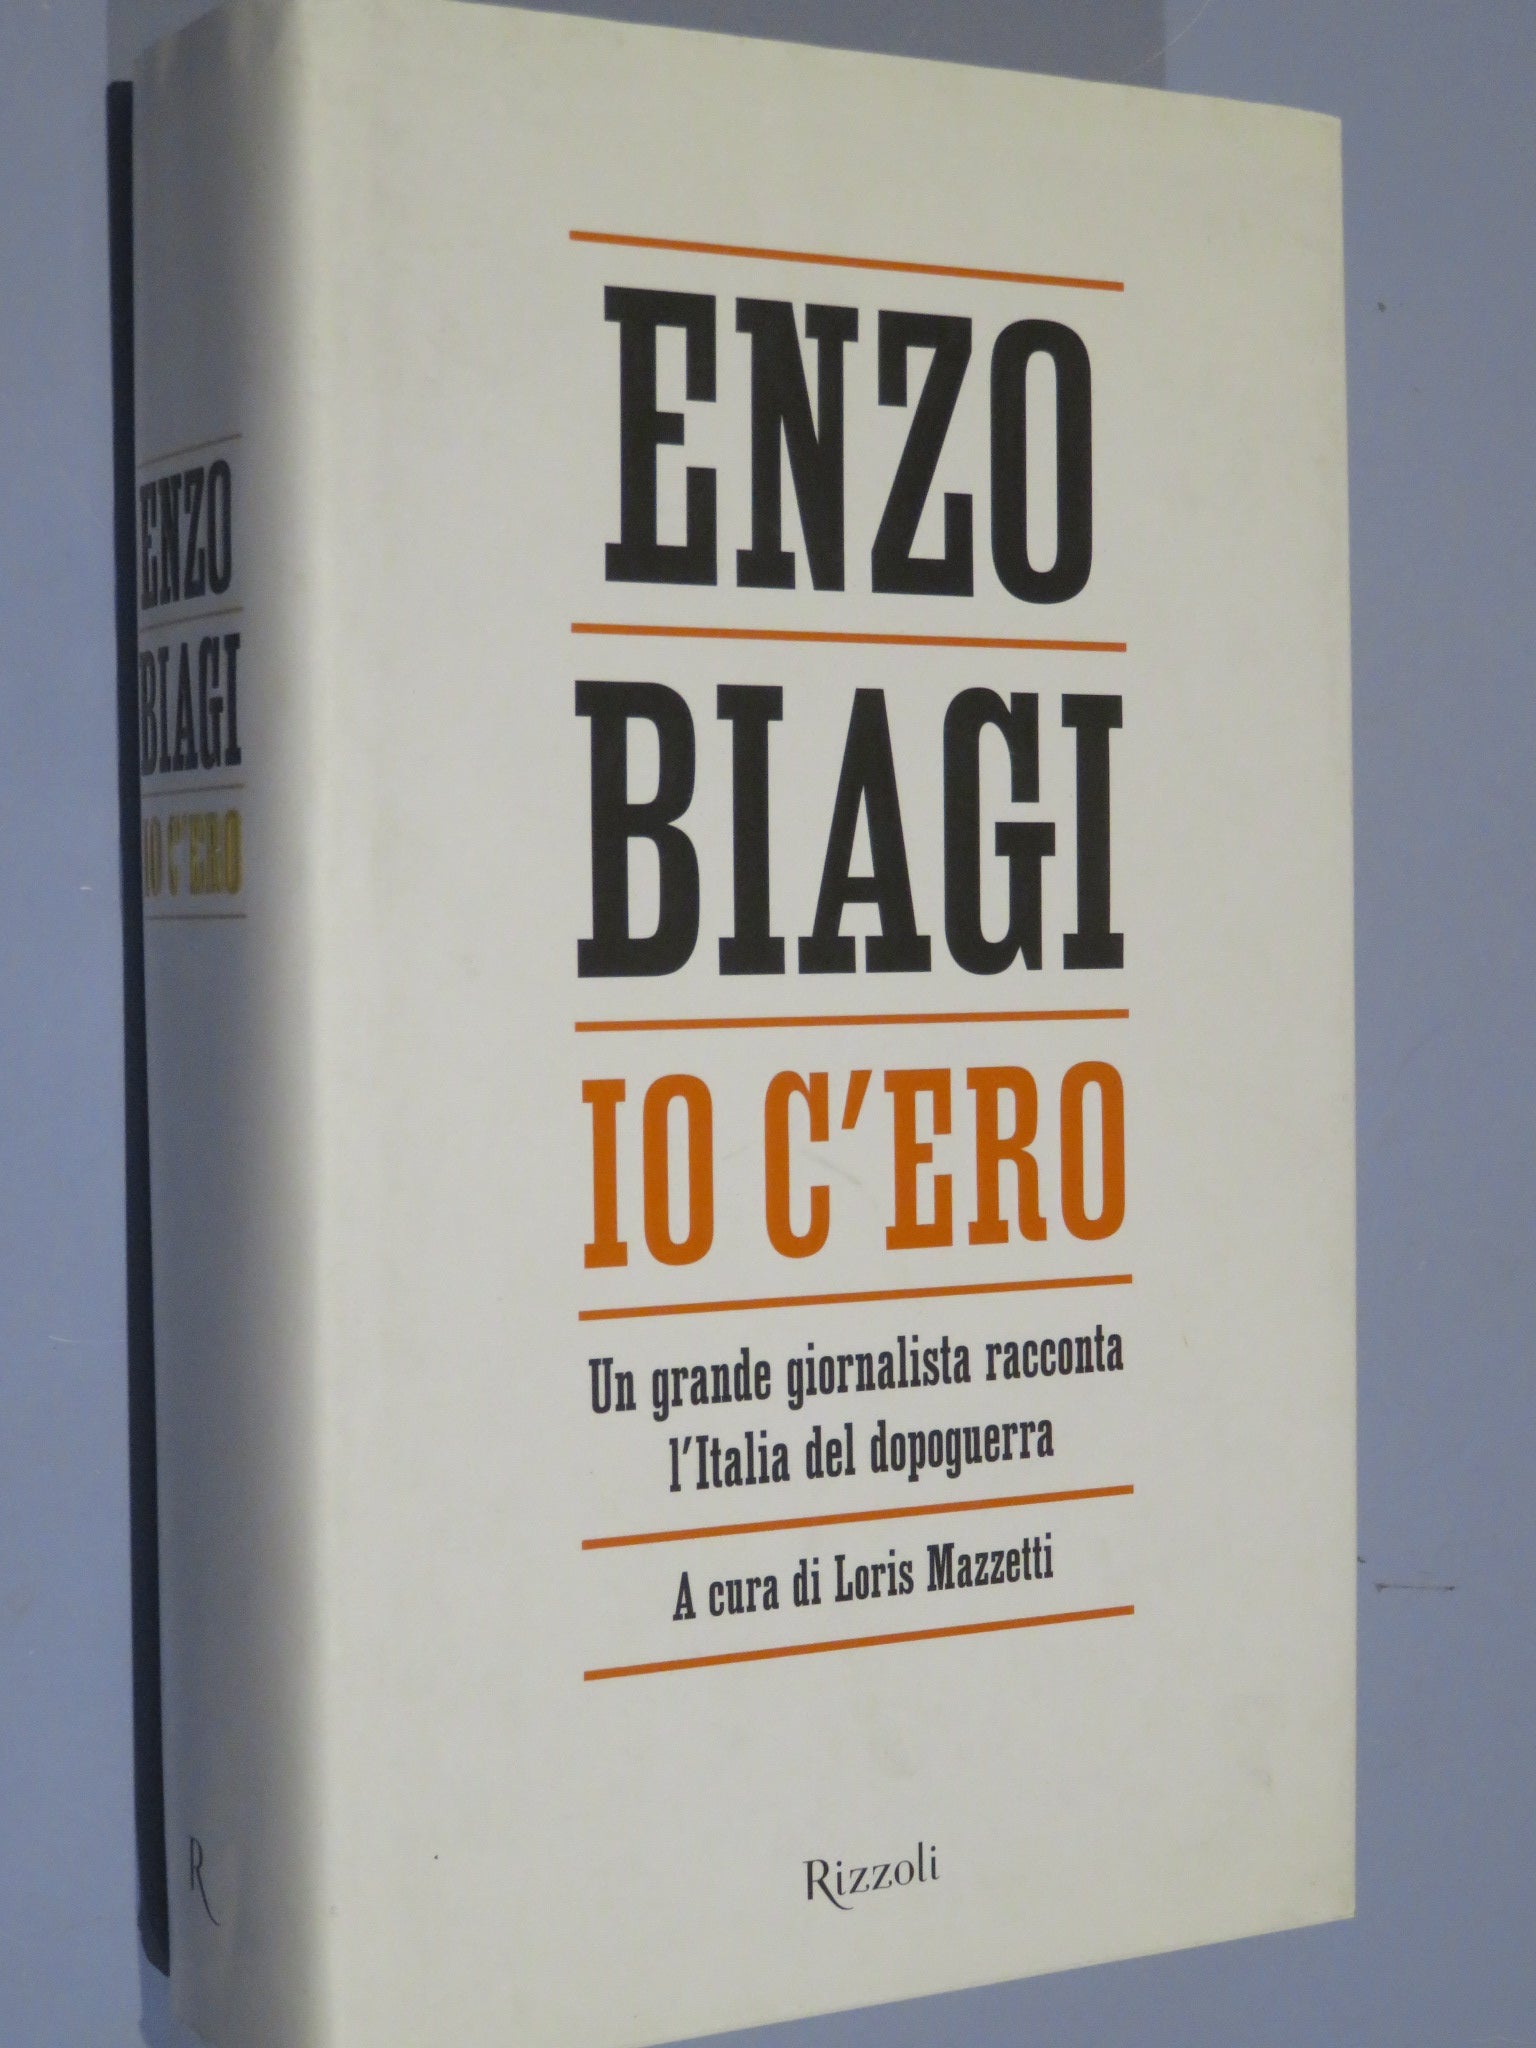 ENZO
BIAGI
IO C'ERO
R
ENZO
BIAGI
IO C'ERO
Un grande giornalista racconta
l'Italia del dopoguerra
A cura di Loris Mazzetti
Rizzoli